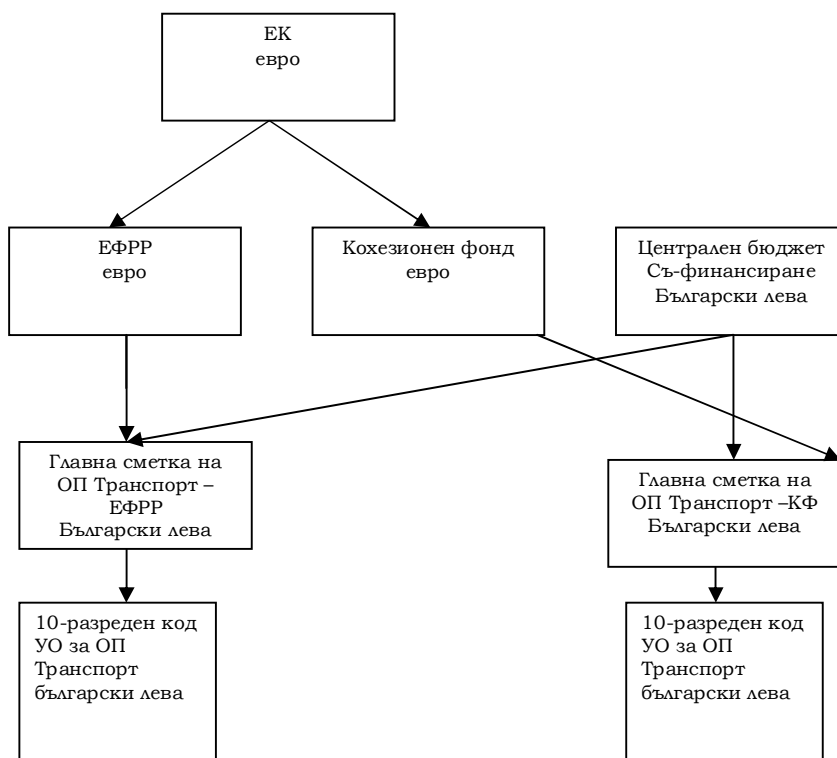 ЕК
евро
ЕФРР
евро
Кохезионен фонд
евро
Централен бюджет
Съ-финансиране
Български лева
Главна сметка на
ОП Транспорт –
ЕФРР
Български лева
Главна сметка на
ОП Транспорт –КФ
Български лева
10-разреден код
УО за ОП
Транспорт
български лева
10-разреден код
УО за ОП
Транспорт
български лева